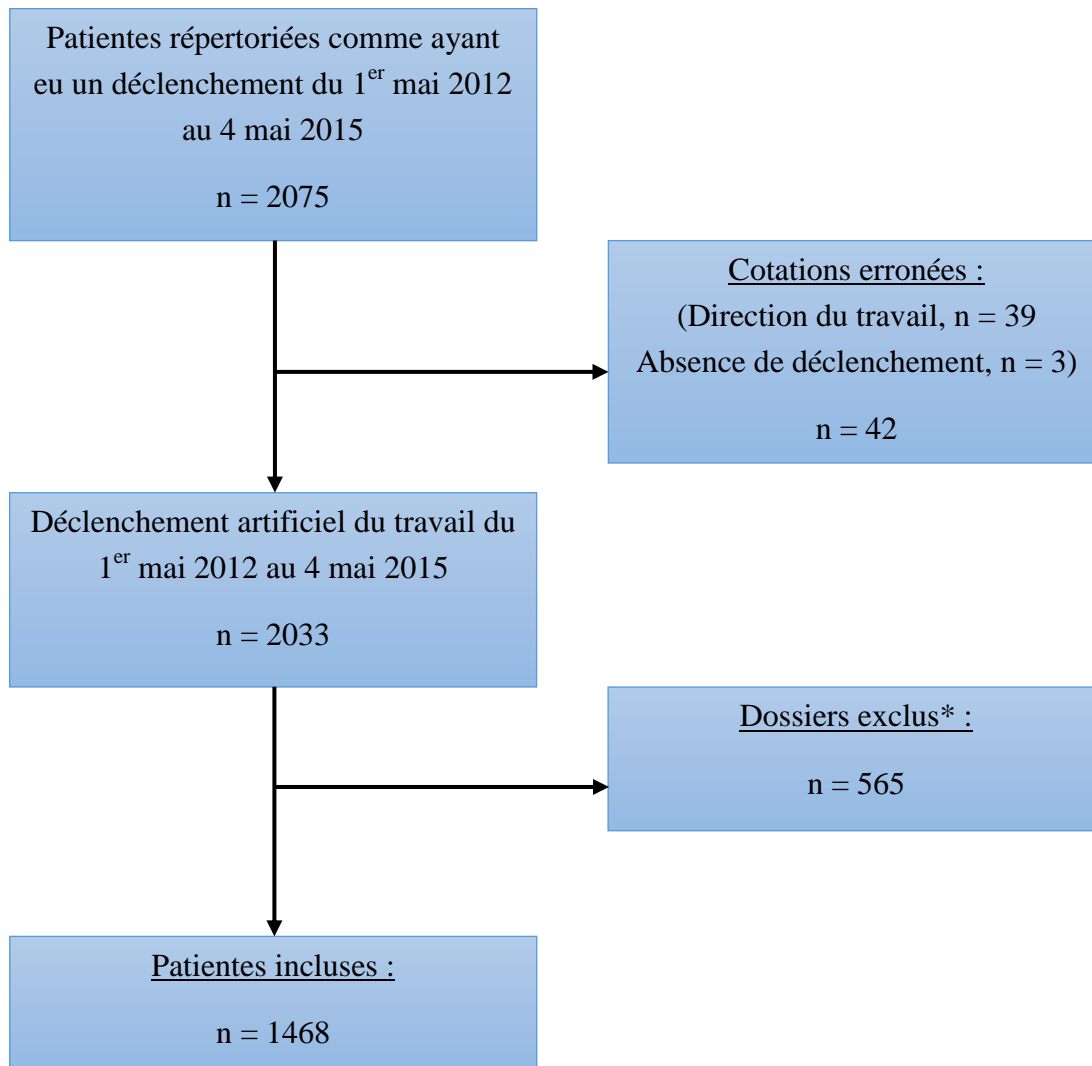 Patientes répertoriées comme ayant
eu un déclenchement du 1er mai 2012
au 4 mai 2015
n = 2075
Cotations erronées :
(Direction du travail, n = 39
Absence de déclenchement, n = 3)
n = 42
Déclenchement artificiel du travail du
1er mai 2012 au 4 mai 2015
n = 2033
Dossiers exclus* :
n = 565
Patientes incluses :
n = 1468